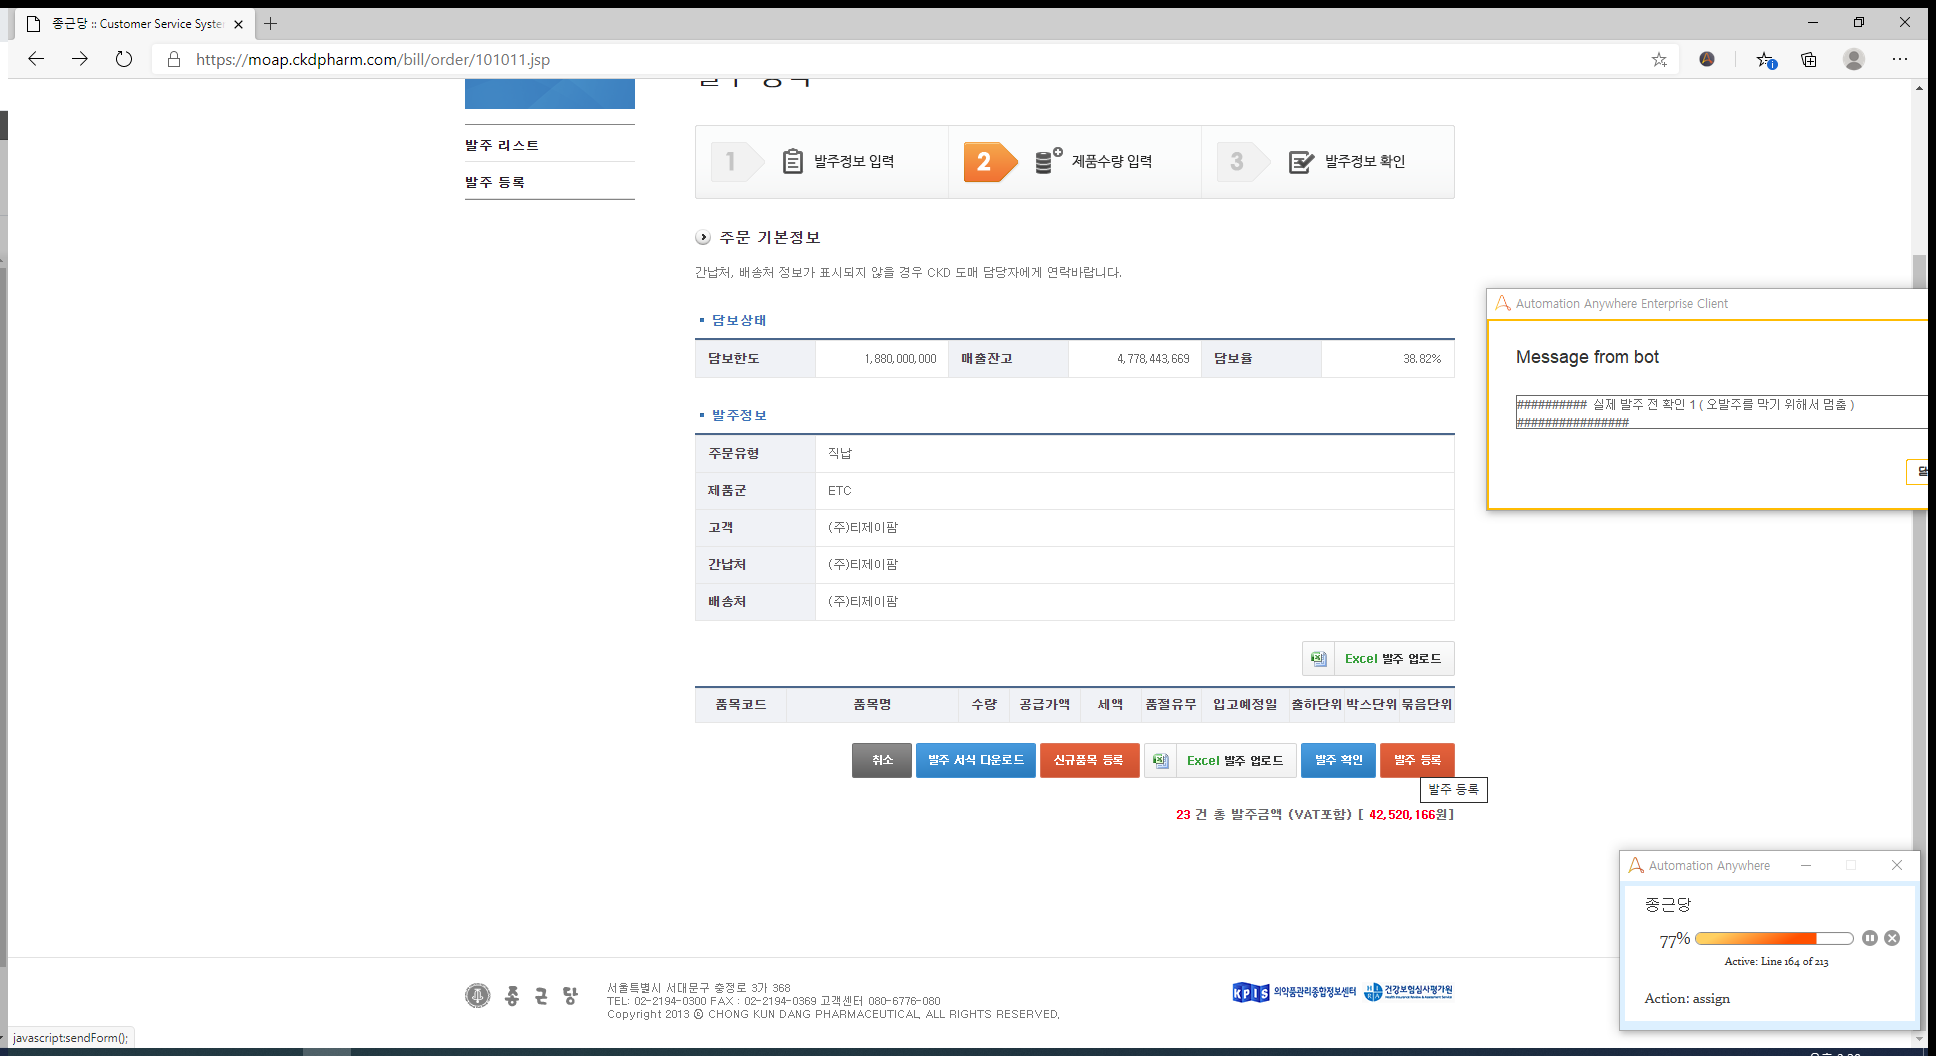 종근당 :: Customer Service Syste
https://moap.ckdpharm.com/bill/order/101011.jsp
발주 등록
발주 리스트
발주 등록
1 발주정보 입력 2 제품수량 입력 3 발주정보 확인
주문 기본정보
간납처, 배송처 정보가 표시되지 않을 경우 CKD 도매 담당자에게 연락바랍니다.
담보상태
담보한도 1,880,000,000 매출잔고 4,778,443,669 담보율 38.82%
발주정보
주문유형 직납
제품군 ETC
고객 (주)티제이팜
간납처 (주)티제이팜
배송처 (주)티제이팜
Excel 발주 업로드
품목코드 품목명 수량 공급가액 세액 품절유무 입고예정일 출하단위 박스단위 묶음단위
취소 발주 서식 다운로드 신규품목 등록 Excel 발주 업로드 발주 확인 발주 등록
발주 등록
23 건 총 발주금액 (VAT포함) [ 42,520,166원]
Automation Anywhere Enterprise Client
Message from bot
########## 실제 발주 전 확인 1 ( 오발주를 막기 위해서 멈춤 )
################
Automation Anywhere
종근당
77%
Active: Line 164 of 213
Action: assign
종근당
서울특별시 서대문구 충정로 3가 368
TEL: 02-2194-0300 FAX : 02-2194-0369 고객센터 080-6776-080
Copyright 2013 ⓒ CHONG KUN DANG PHARMACEUTICAL. ALL RIGHTS RESERVED.
KPIS 의약품관리종합정보센터 HIRA 건강보험심사평가원
Health Insurance Review & Assessment Service
javascript:sendForm();